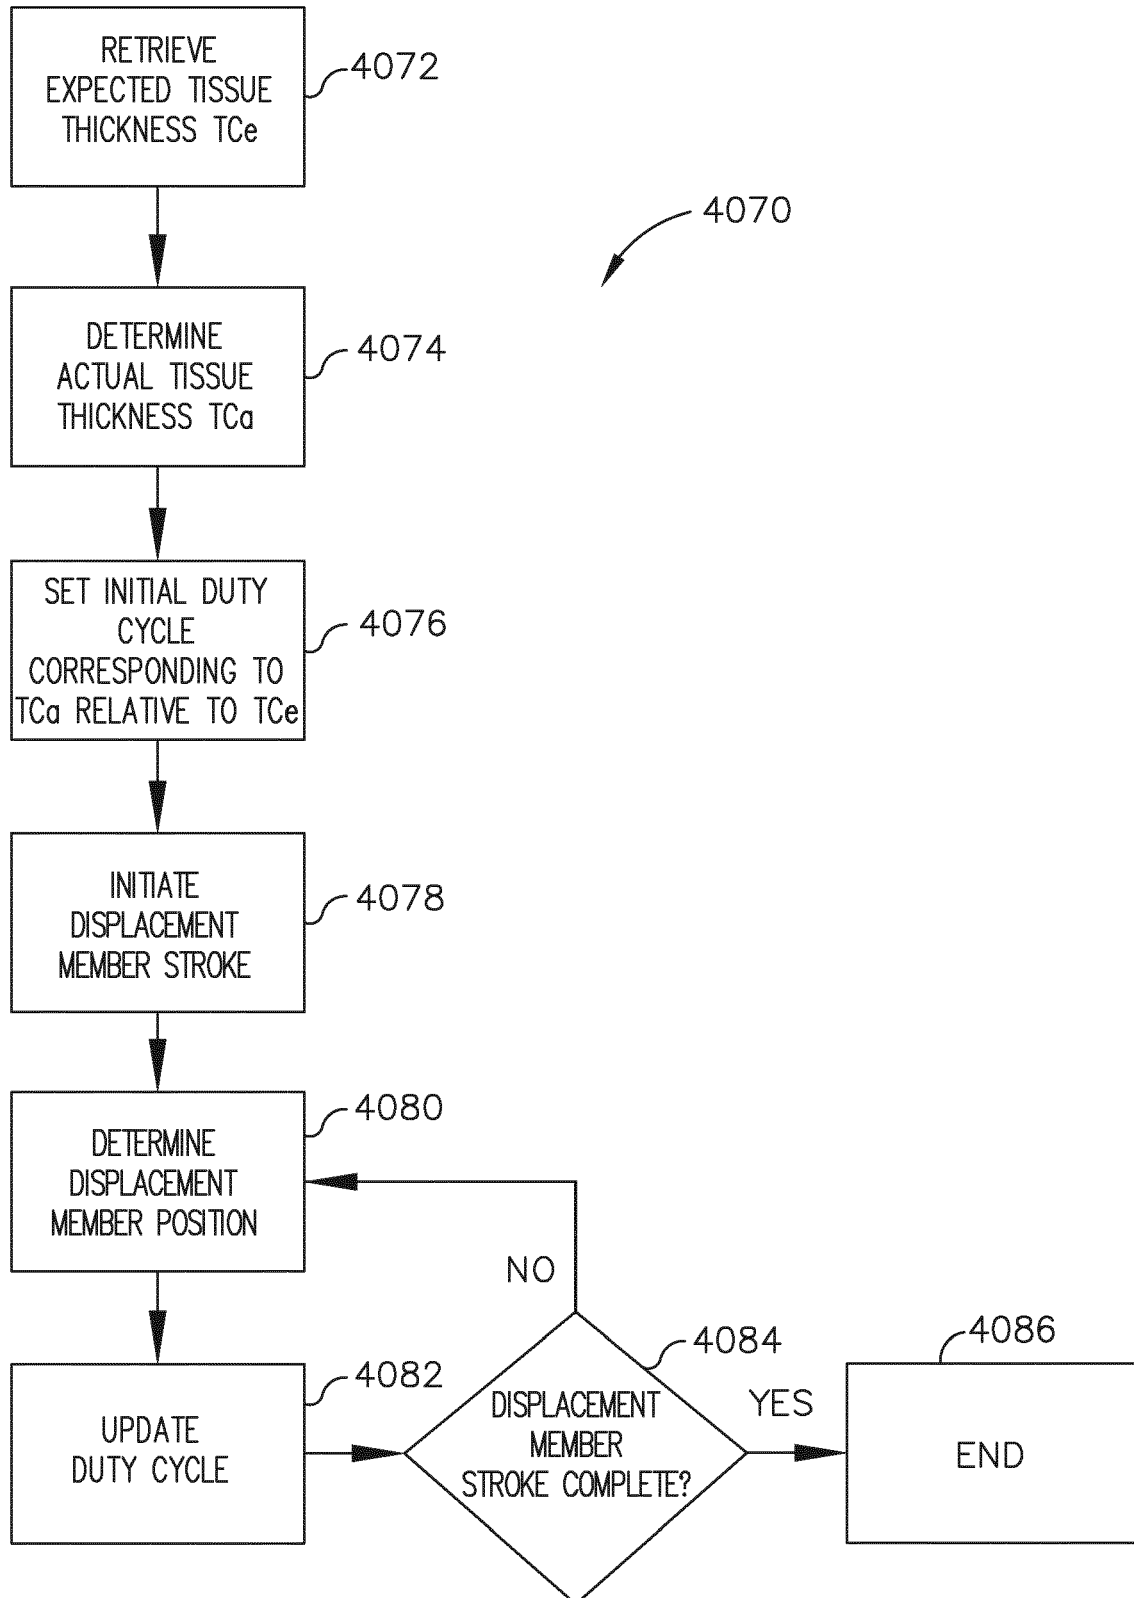 RETRIEVE
EXPECTED TISSUE
THICKNESS TCe
4072
4070
DETERMINE
ACTUAL TISSUE
THICKNESS TCa
4074
SET INITIAL DUTY
CYCLE
CORRESPONDING TO
TCa RELATIVE TO TCe
4076
INITIATE
DISPLACEMENT
MEMBER STROKE
4078
DETERMINE
DISPLACEMENT
MEMBER POSITION
4080
NO
UPDATE
DUTY CYCLE
4082
DISPLACEMENT
MEMBER
STROKE COMPLETE?
4084
YES
END
4086